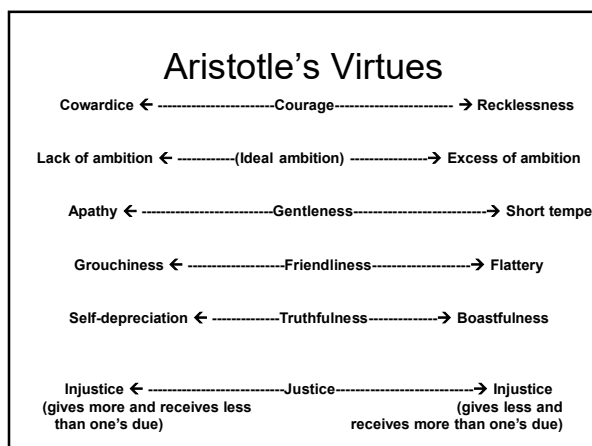 Aristotle’s Virtues
Cowardice ← ------------------------Courage------------------------- → Recklessness
Lack of ambition ← ------------(Ideal ambition) ---------------- → Excess of ambition
Apathy ← ----------------------Gentleness----------------------- → Short tempe
Grouchiness ← --------------------Friendliness-------------------- → Flattery
Self-depreciation ← --------------Truthfulness-------------- → Boastfulness
Injustice ← ----------------------Justice----------------------- → Injustice
(gives more and receives less (gives less and
than one’s due) receives more than one’s due)